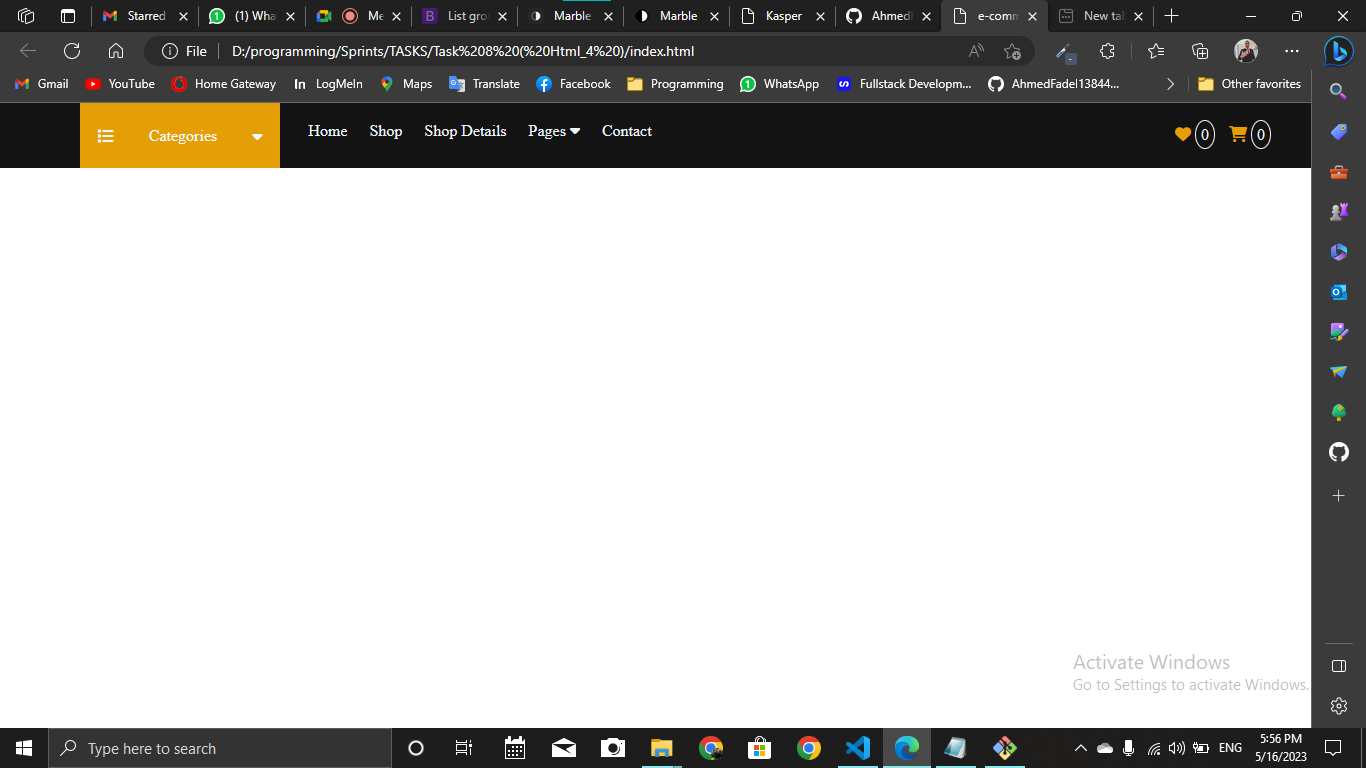 Starred
(1) Wha
Me
List gro
Marble
Marble
Kasper
Ahmed
e-comm
New tab
File
D:/programming/Sprints/TASKS/Task%208%20(%20Html_4%20)/index.html
Gmail
YouTube
Home Gateway
LogMeIn
Maps
Translate
Facebook
Programming
WhatsApp
Fullstack Developm...
AhmedFadel13844...
Other favorites
Categories
Home
Shop
Shop Details
Pages
Contact
0
0
Activate Windows
Go to Settings to activate Windows.
Type here to search
ENG
5:56 PM
5/16/2023